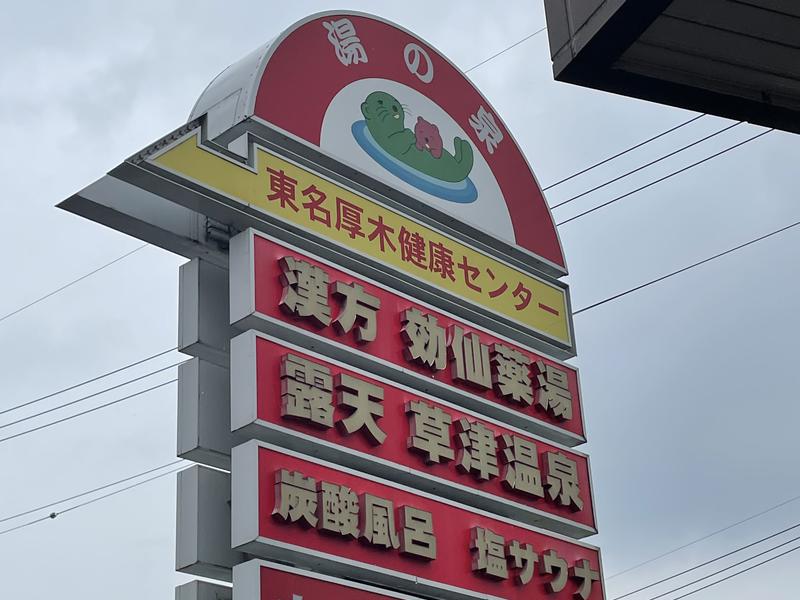 湯の泉
東名厚木健康センター
漢方 効仙薬湯
露天 草津温泉
炭酸風呂 塩サウナ